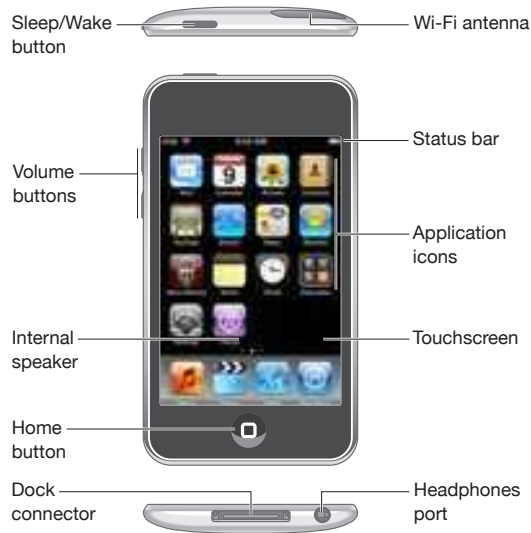 Sleep/Wake
button
Wi-Fi antenna
Status bar
Volume
buttons
9
Application
icons
Internal
speaker
Touchscreen
Home
button
Dock
connector
Headphones
port